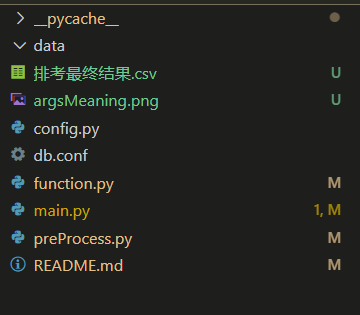 __pycache__
data
排考最终结果.csv U
argsMeaning.png U
config.py
db.conf
function.py M
main.py 1, M
preProcess.py M
README.md M